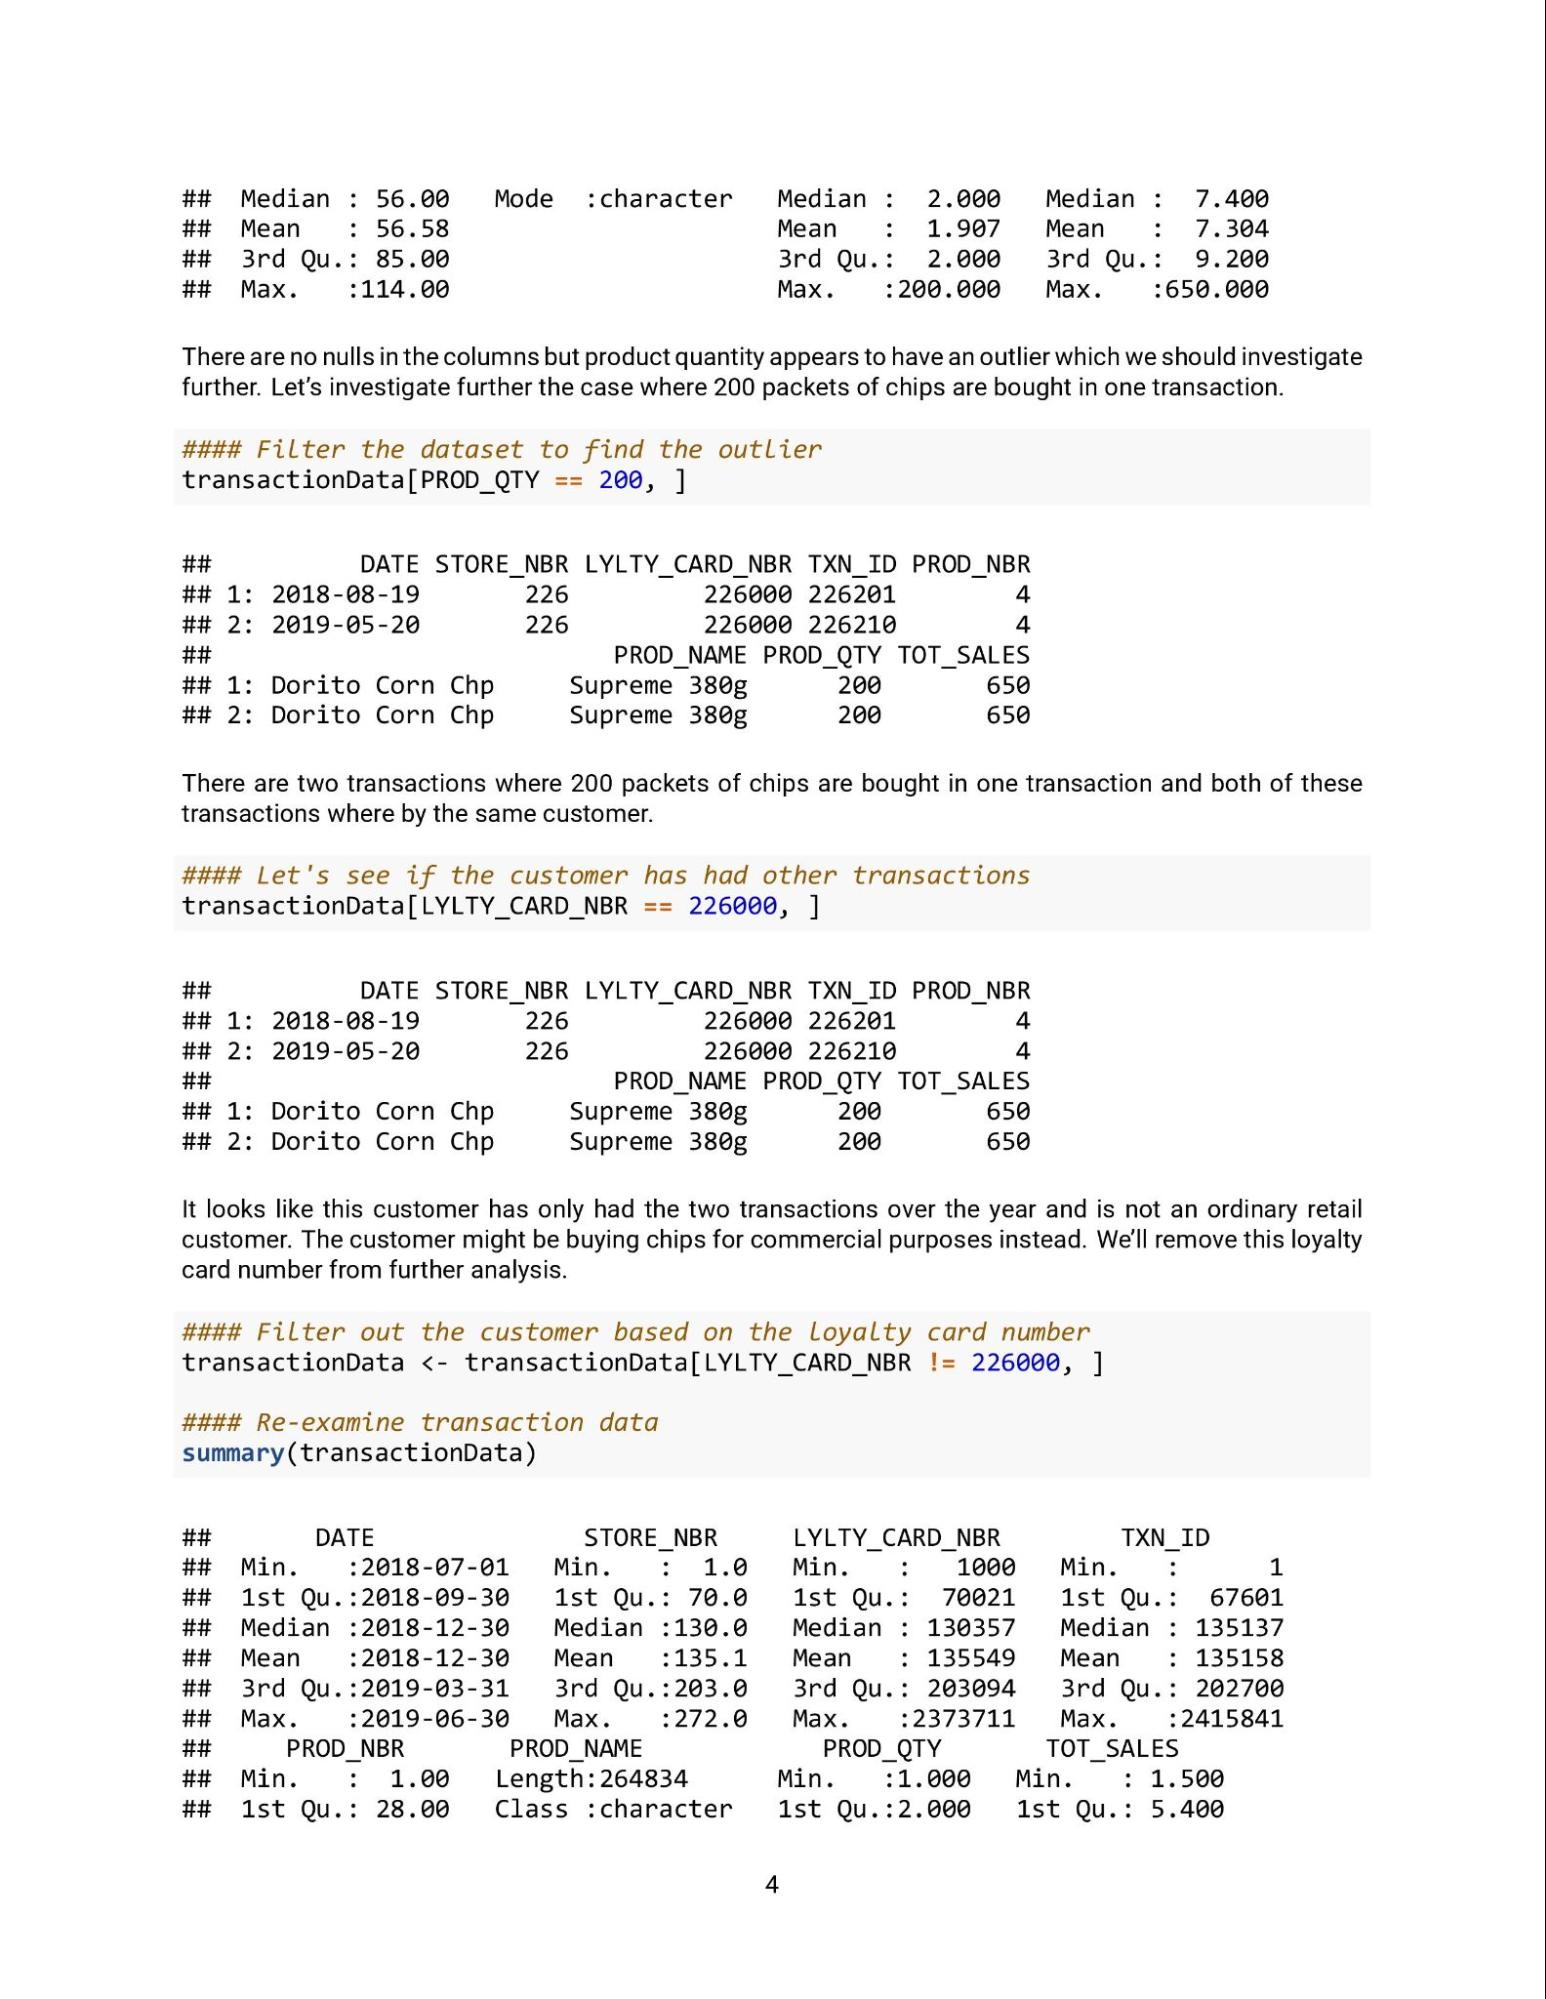 ## Median : 56.00 Mode :character Median : 2.000 Median : 7.400
## Mean : 56.58 Mean : 1.907 Mean : 7.304
## 3rd Qu.: 85.00 3rd Qu.: 2.000 3rd Qu.: 9.200
## Max. :114.00 Max. :200.000 Max. :650.000
There are no nulls in the columns but product quantity appears to have an outlier which we should investigate
further. Let's investigate further the case where 200 packets of chips are bought in one transaction.
#### Filter the dataset to find the outlier
transactionData[PROD_QTY == 200, ]
## DATE STORE_NBR LYLTY_CARD_NBR TXN_ID PROD_NBR
## 1: 2018-08-19 226 226000 226201 4
## 2: 2019-05-20 226 226000 226210 4
## PROD_NAME PROD_QTY TOT_SALES
## 1: Dorito Corn Chp Supreme 380g 200 650
## 2: Dorito Corn Chp Supreme 380g 200 650
There are two transactions where 200 packets of chips are bought in one transaction and both of these
transactions where by the same customer.
#### Let's see if the customer has had other transactions
transactionData[LYLTY_CARD_NBR == 226000, ]
## DATE STORE_NBR LYLTY_CARD_NBR TXN_ID PROD_NBR
## 1: 2018-08-19 226 226000 226201 4
## 2: 2019-05-20 226 226000 226210 4
## PROD_NAME PROD_QTY TOT_SALES
## 1: Dorito Corn Chp Supreme 380g 200 650
## 2: Dorito Corn Chp Supreme 380g 200 650
It looks like this customer has only had the two transactions over the year and is not an ordinary retail
customer. The customer might be buying chips for commercial purposes instead. We'll remove this loyalty
card number from further analysis.
#### Filter out the customer based on the loyalty card number
transactionData <- transactionData[LYLTY_CARD_NBR != 226000, ]
#### Re-examine transaction data
summary(transactionData)
## DATE STORE_NBR LYLTY_CARD_NBR TXN_ID
## Min. :2018-07-01 Min. : 1.0 Min. : 1000 Min. : 1
## 1st Qu.:2018-09-30 1st Qu.: 70.0 1st Qu.: 70021 1st Qu.: 67601
## Median :2018-12-30 Median :130.0 Median : 130357 Median : 135137
## Mean :2018-12-30 Mean :135.1 Mean : 135549 Mean : 135158
## 3rd Qu.:2019-03-31 3rd Qu.:203.0 3rd Qu.: 203094 3rd Qu.: 202700
## Max. :2019-06-30 Max. :272.0 Max. :2373711 Max. :2415841
## PROD_NBR PROD_NAME PROD_QTY TOT_SALES
## Min. : 1.00 Length:264834 Min. :1.000 Min. : 1.500
## 1st Qu.: 28.00 Class :character 1st Qu.:2.000 1st Qu.: 5.400
4